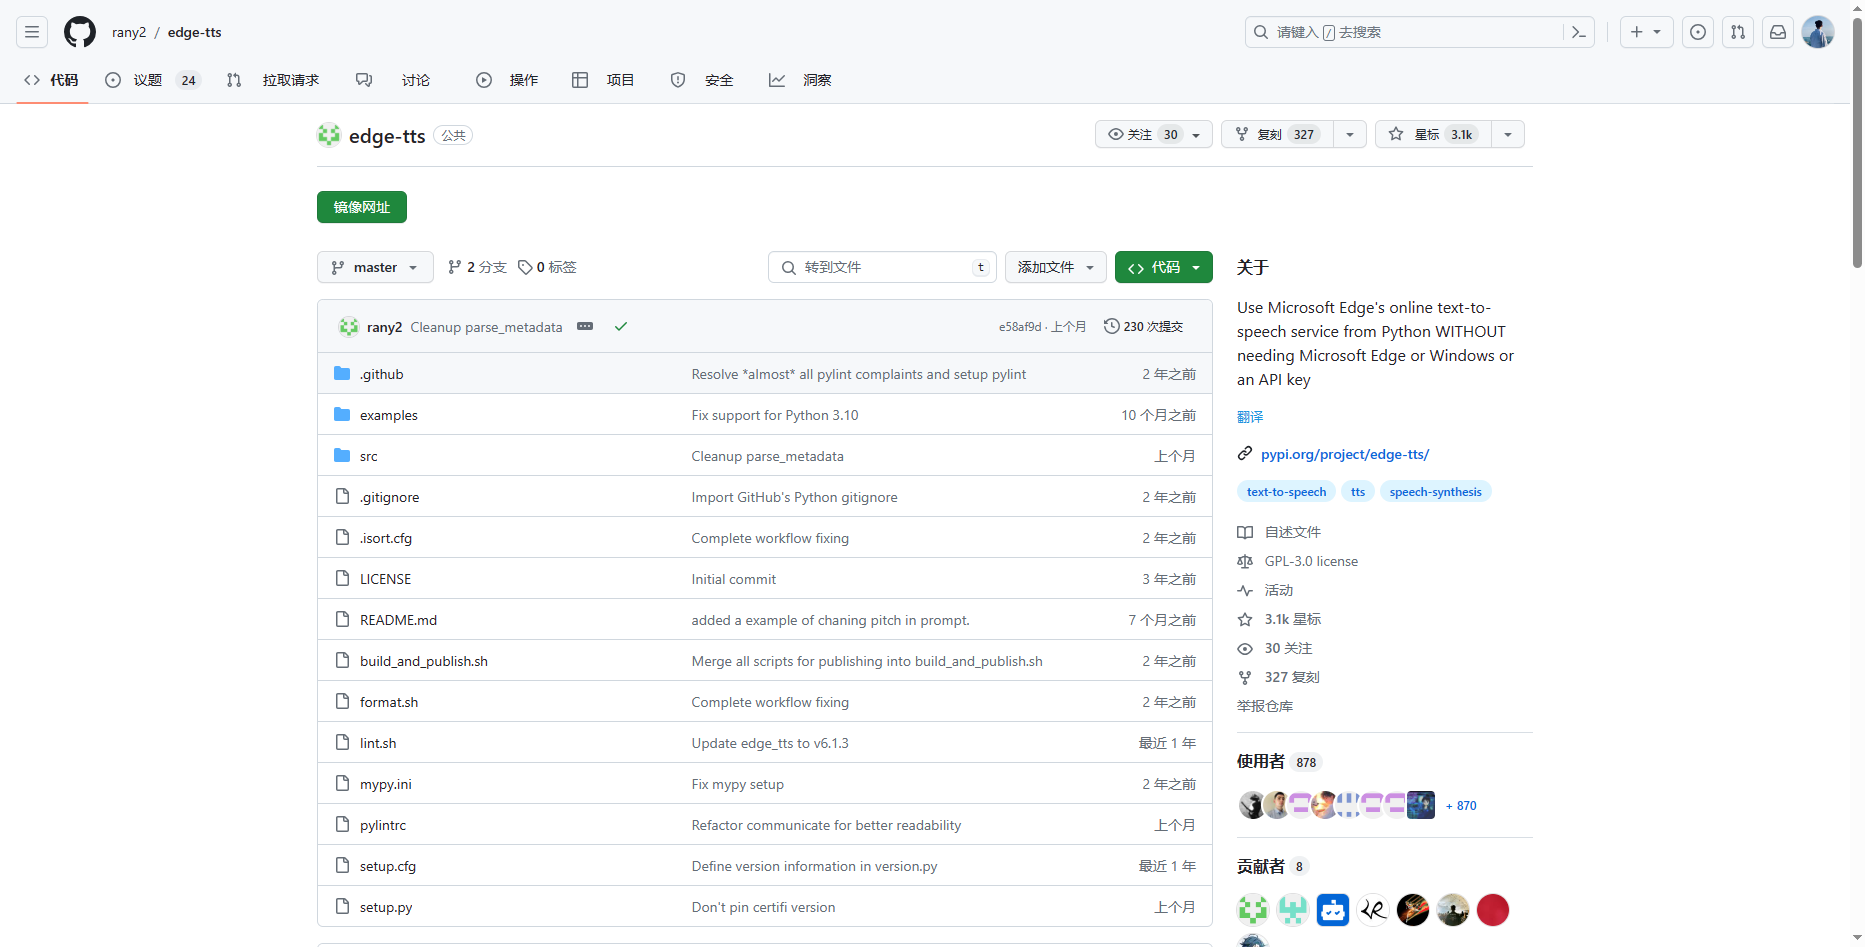 rany2 / edge-tts
请键入 / 去搜索
代码
议题 24
拉取请求
讨论
操作
项目
安全
洞察
edge-tts 公共
关注 30
复刻 327
星标 3.1k
镜像网址
master
2 分支
0 标签
转到文件 t
添加文件
代码
rany2 Cleanup parse_metadata
e58af9d · 上个月
230 次提交
.github Resolve *almost* all pylint complaints and setup pylint 2 年之前
examples Fix support for Python 3.10 10 个月之前
src Cleanup parse_metadata 上个月
.gitignore Import GitHub's Python gitignore 2 年之前
.isort.cfg Complete workflow fixing 2 年之前
LICENSE Initial commit 3 年之前
README.md added a example of chaning pitch in prompt. 7 个月之前
build_and_publish.sh Merge all scripts for publishing into build_and_publish.sh 2 年之前
format.sh Complete workflow fixing 2 年之前
lint.sh Update edge_tts to v6.1.3 最近 1 年
mypy.ini Fix mypy setup 2 年之前
pylintrc Refactor communicate for better readability 上个月
setup.cfg Define version information in version.py 最近 1 年
setup.py Don't pin certifi version 上个月
关于
Use Microsoft Edge's online text-to-
speech service from Python WITHOUT
needing Microsoft Edge or Windows or
an API key
翻译
pypi.org/project/edge-tts/
text-to-speech tts speech-synthesis
自述文件
GPL-3.0 license
活动
3.1k 星标
30 关注
327 复刻
举报仓库
使用者 878
+ 870
贡献者 8